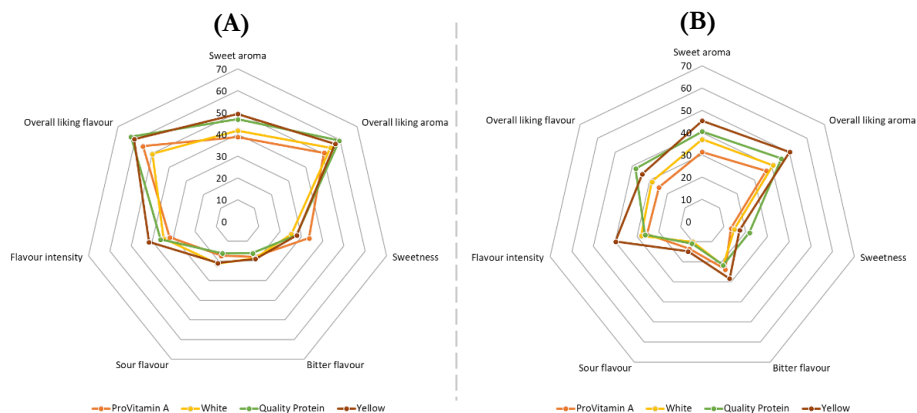 (A)
Sweet aroma
70
60
50
40
30
20
10
0
Overall liking aroma
Sweetness
Bitter flavour
Sour flavour
Flavour intensity
Overall liking flavour
ProVitamin A White Quality Protein Yellow
(B)
Sweet aroma
70
60
50
40
30
20
10
0
Overall liking aroma
Sweetness
Bitter flavour
Sour flavour
Flavour intensity
Overall liking flavour
ProVitamin A White Quality Protein Yellow